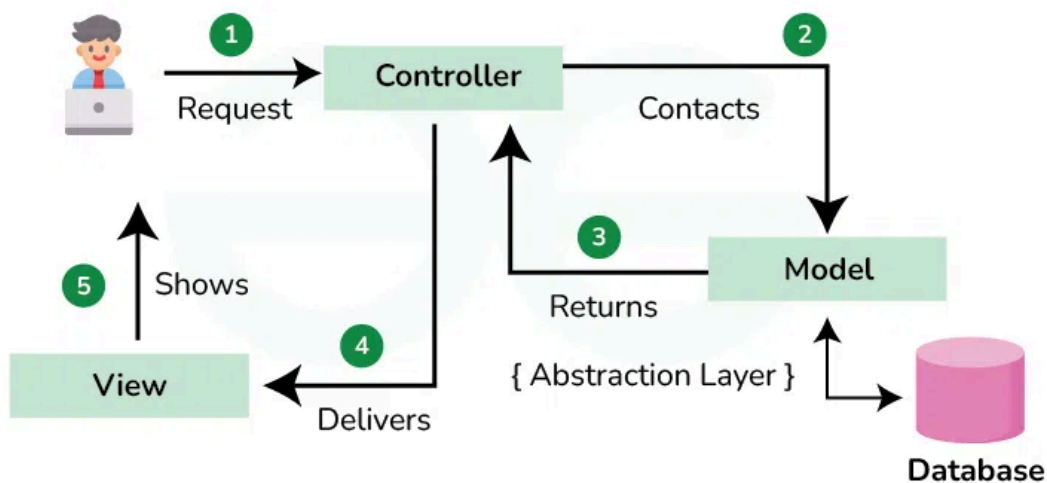 1
Request
Controller
2
Contacts
3
Returns
Model
5
Shows
4
Delivers
View
{ Abstraction Layer }
Database